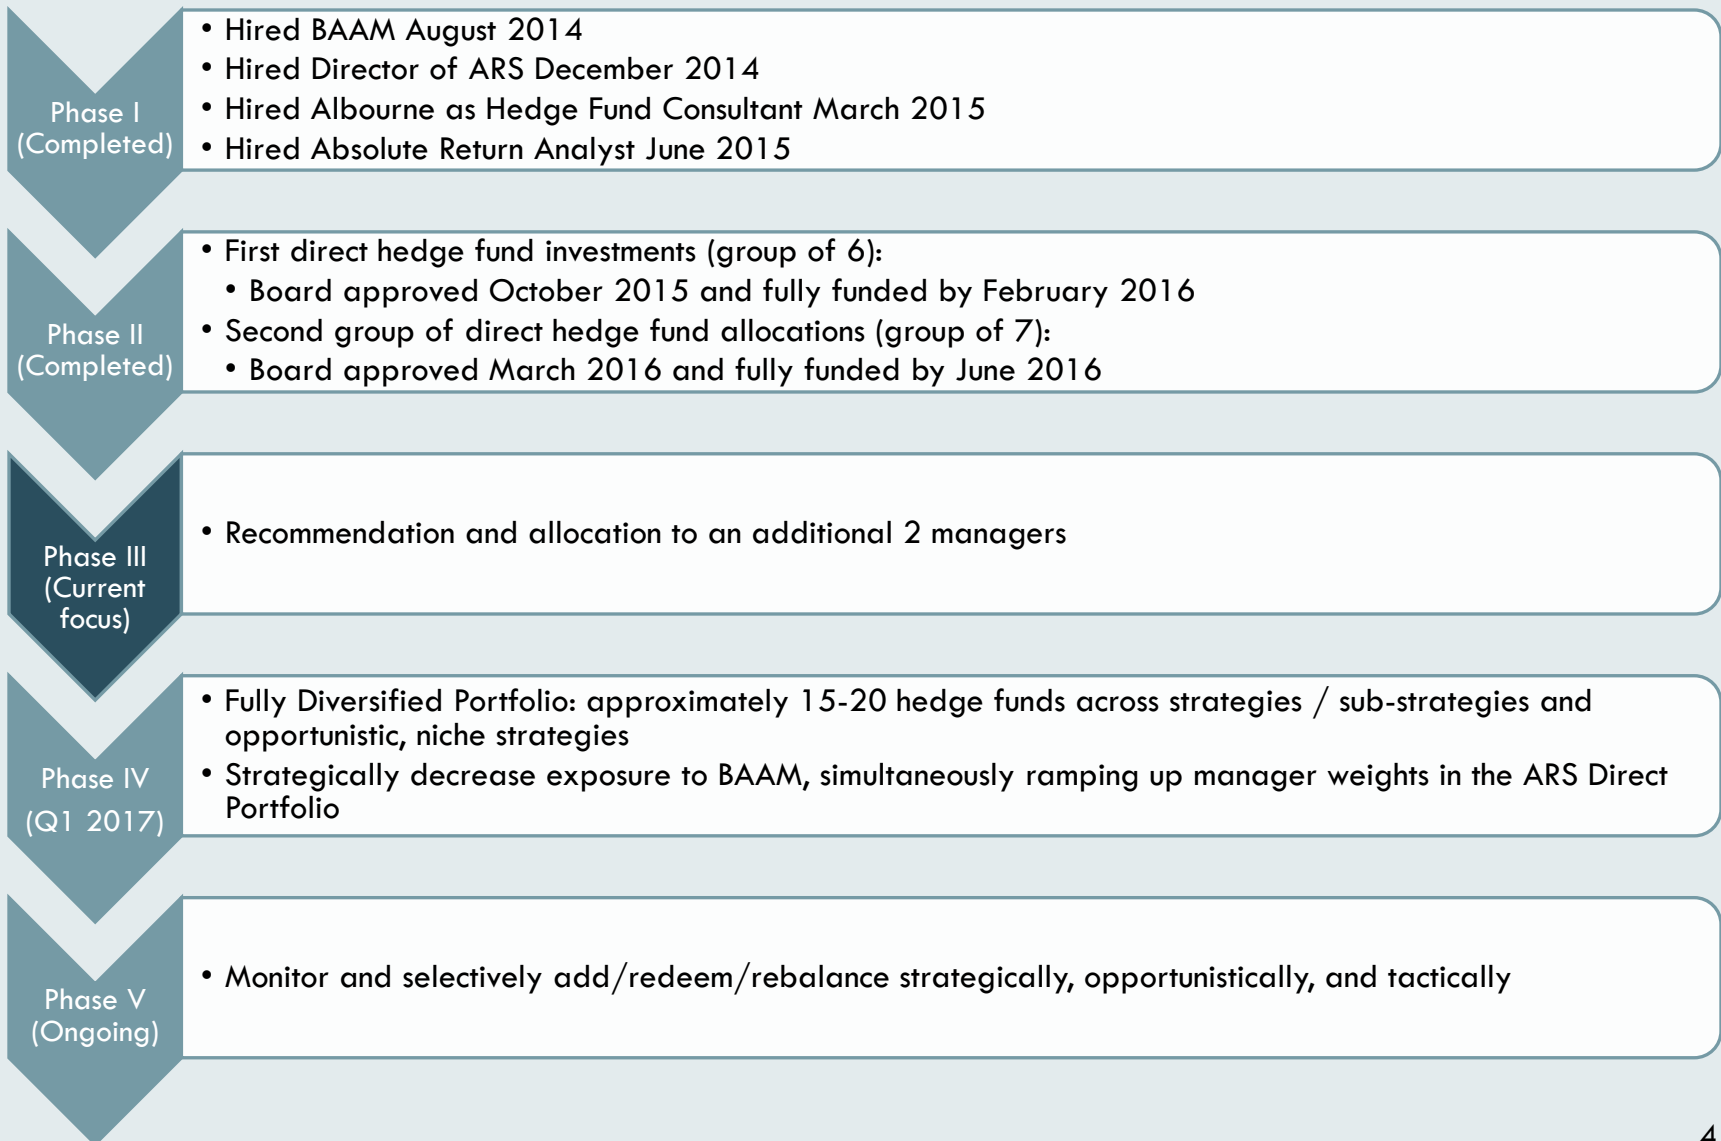 Phase I
(Completed)
• Hired BAAM August 2014
• Hired Director of ARS December 2014
• Hired Albourne as Hedge Fund Consultant March 2015
• Hired Absolute Return Analyst June 2015
Phase II
(Completed)
• First direct hedge fund investments (group of 6):
• Board approved October 2015 and fully funded by February 2016
• Second group of direct hedge fund allocations (group of 7):
• Board approved March 2016 and fully funded by June 2016
Phase III
(Current
focus)
• Recommendation and allocation to an additional 2 managers
Phase IV
(Q1 2017)
• Fully Diversified Portfolio: approximately 15-20 hedge funds across strategies / sub-strategies and
opportunistic, niche strategies
• Strategically decrease exposure to BAAM, simultaneously ramping up manager weights in the ARS Direct
Portfolio
Phase V
(Ongoing)
• Monitor and selectively add/redeem/rebalance strategically, opportunistically, and tactically
4